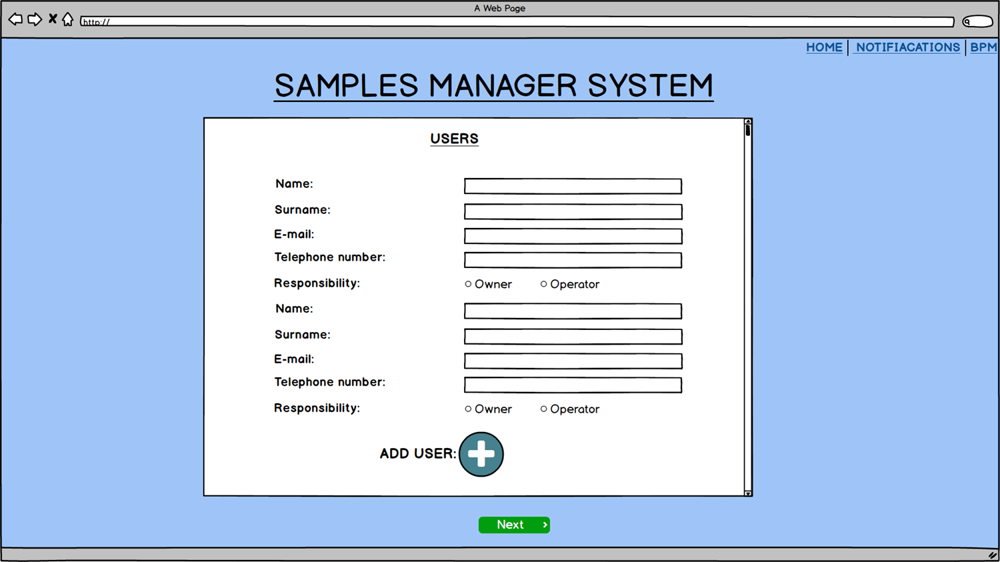 A Web Page
http://
HOME NOTIFIACATIONS BPM
SAMPLES MANAGER SYSTEM
USERS
Name:
Surname:
E-mail:
Telephone number:
Responsibility: Owner Operator
Name:
Surname:
E-mail:
Telephone number:
Responsibility: Owner Operator
ADD USER:
Next